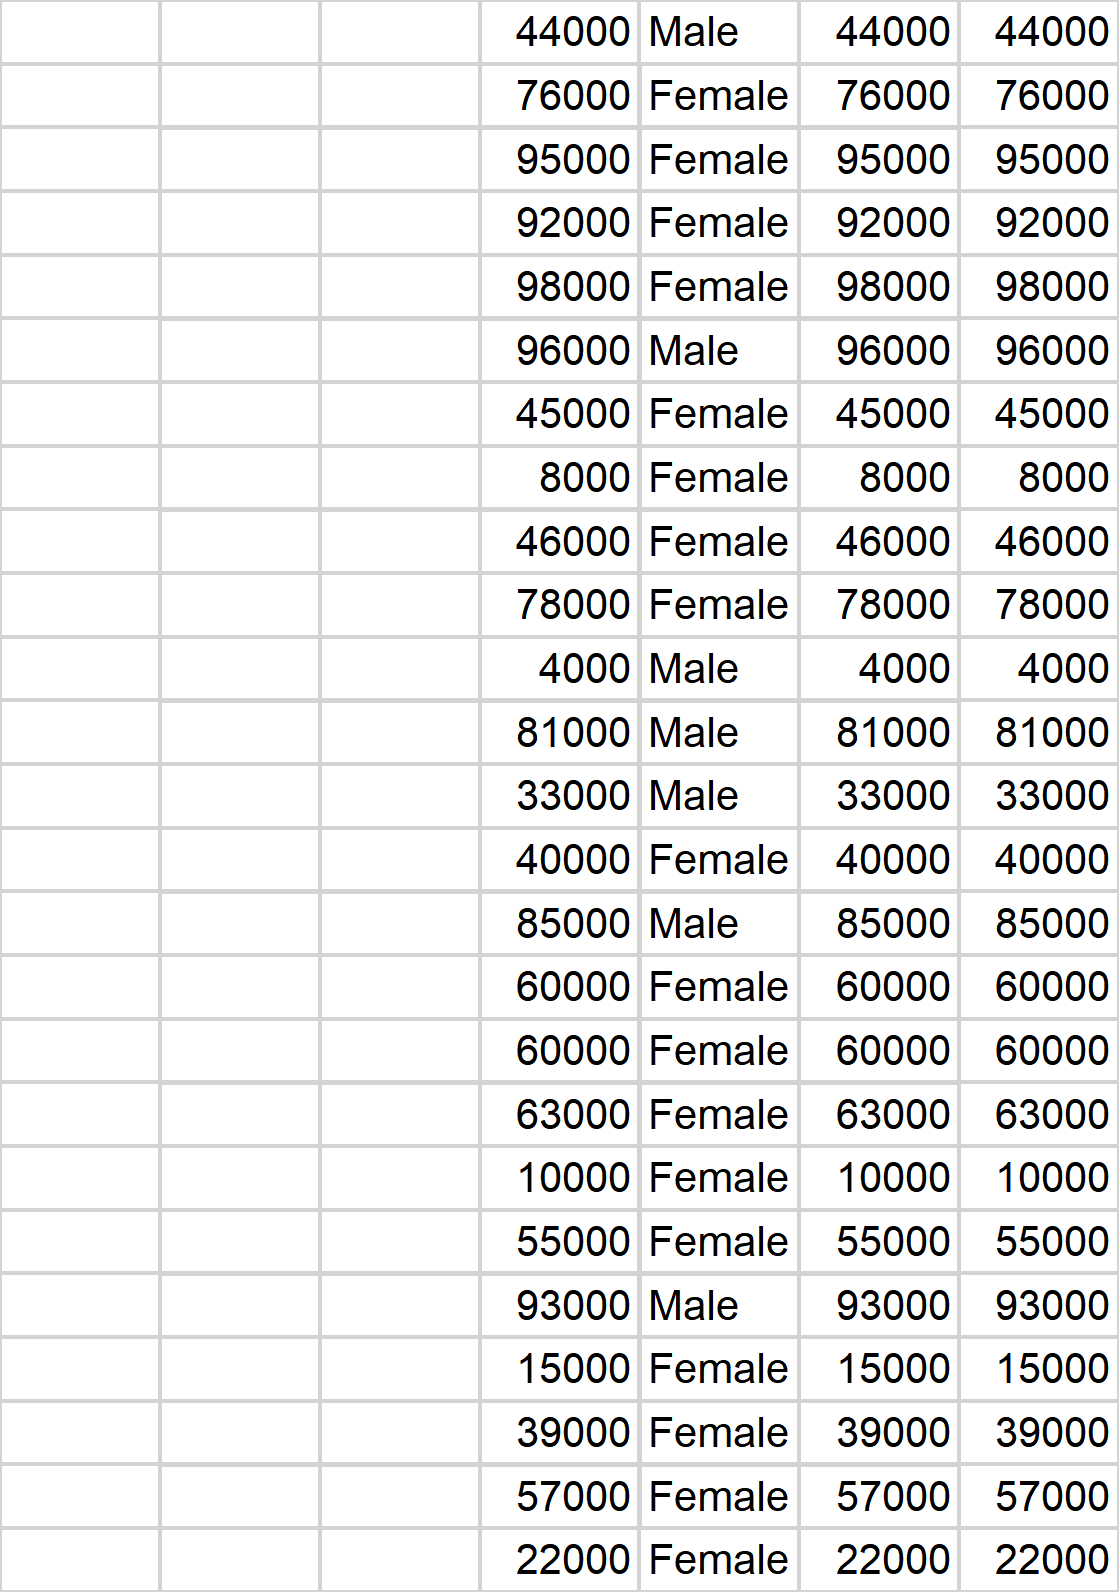 44000 Male 44000 44000
76000 Female 76000 76000
95000 Female 95000 95000
92000 Female 92000 92000
98000 Female 98000 98000
96000 Male 96000 96000
45000 Female 45000 45000
8000 Female 8000 8000
46000 Female 46000 46000
78000 Female 78000 78000
4000 Male 4000 4000
81000 Male 81000 81000
33000 Male 33000 33000
40000 Female 40000 40000
85000 Male 85000 85000
60000 Female 60000 60000
60000 Female 60000 60000
63000 Female 63000 63000
10000 Female 10000 10000
55000 Female 55000 55000
93000 Male 93000 93000
15000 Female 15000 15000
39000 Female 39000 39000
57000 Female 57000 57000
22000 Female 22000 22000